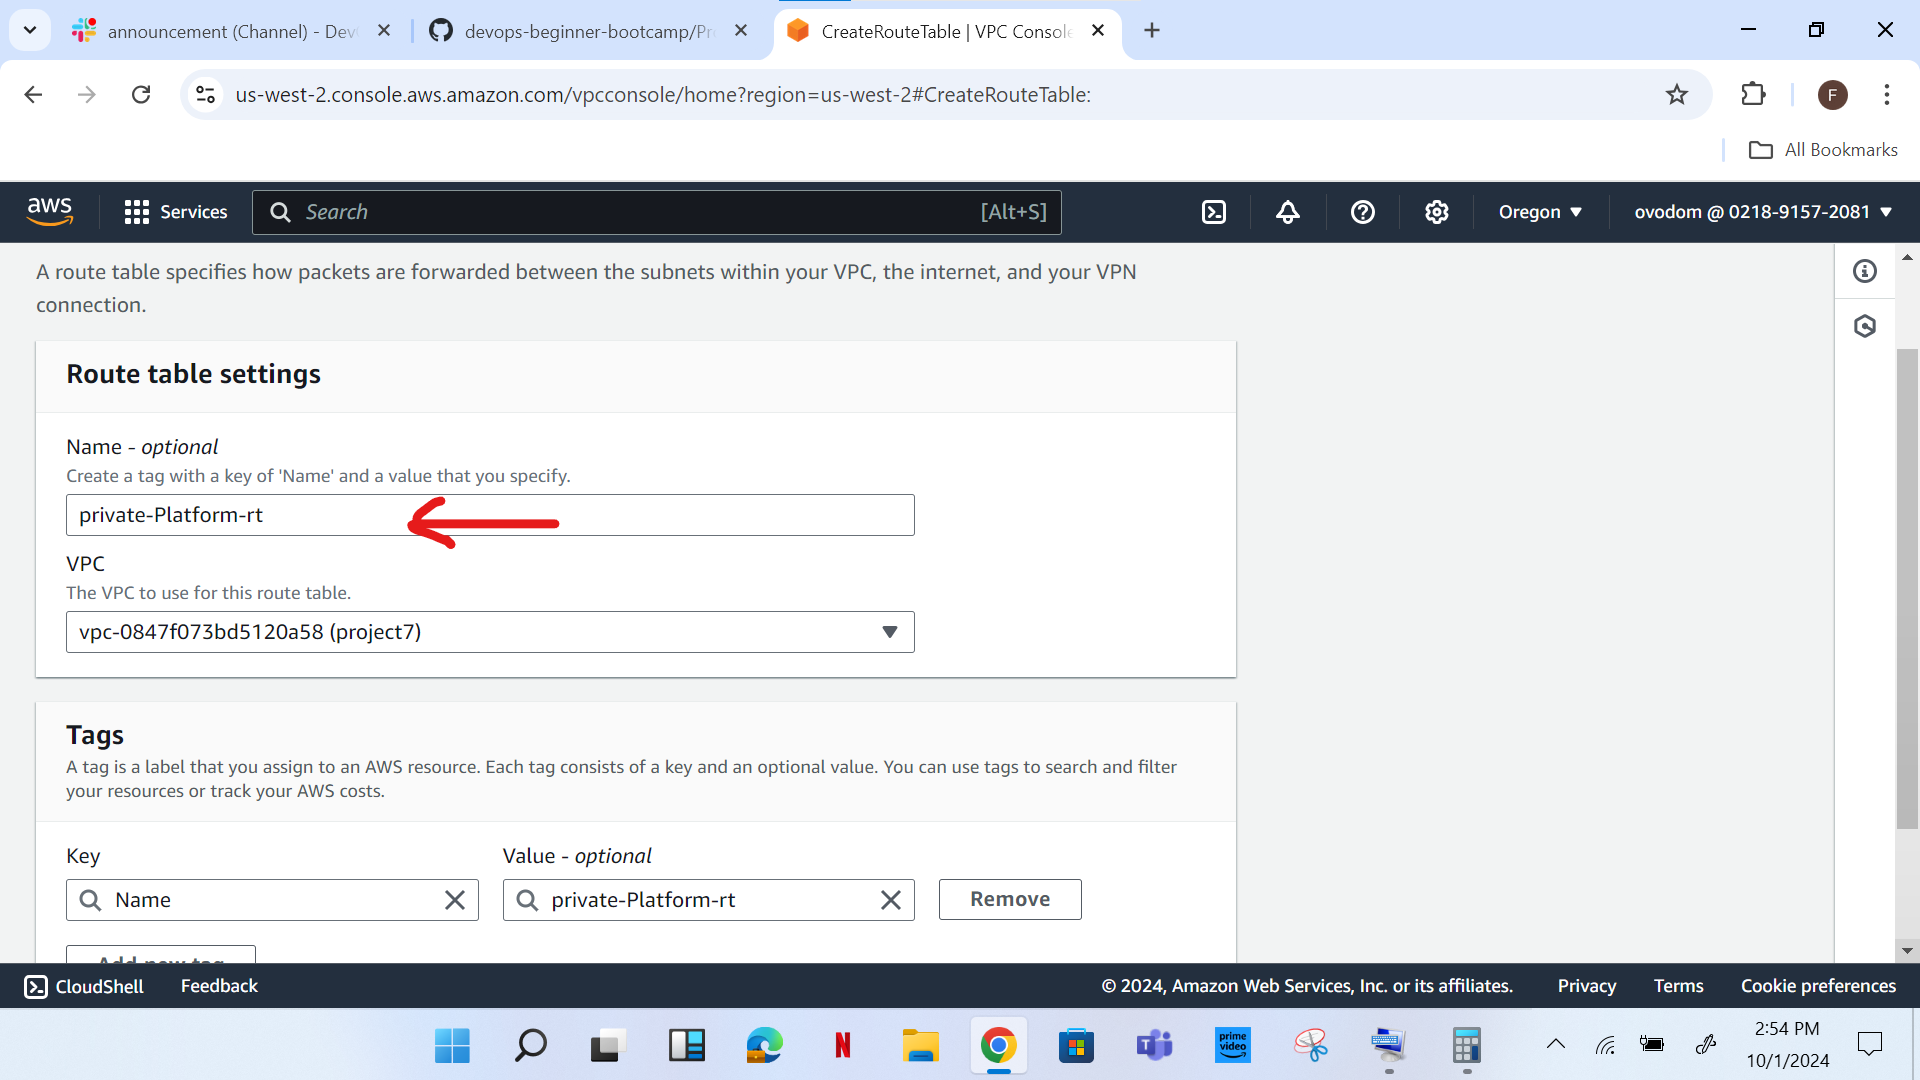 announcement (Channel) - Dev
devops-beginner-bootcamp/Pr
CreateRouteTable | VPC Console
us-west-2.console.aws.amazon.com/vpcconsole/home?region=us-west-2#CreateRouteTable:
F
All Bookmarks
aws
Services
Search
[Alt+S]
Oregon
ovodom @ 0218-9157-2081
A route table specifies how packets are forwarded between the subnets within your VPC, the internet, and your VPN
connection.
Route table settings
Name - optional
Create a tag with a key of 'Name' and a value that you specify.
private-Platform-rt
VPC
The VPC to use for this route table.
vpc-0847f073bd5120a58 (project7)
Tags
A tag is a label that you assign to an AWS resource. Each tag consists of a key and an optional value. You can use tags to search and filter
your resources or track your AWS costs.
Key
Value - optional
Name
private-Platform-rt
Remove
Add new tag
CloudShell
Feedback
© 2024, Amazon Web Services, Inc. or its affiliates.
Privacy
Terms
Cookie preferences
N
T
prime
video
2:54 PM
10/1/2024